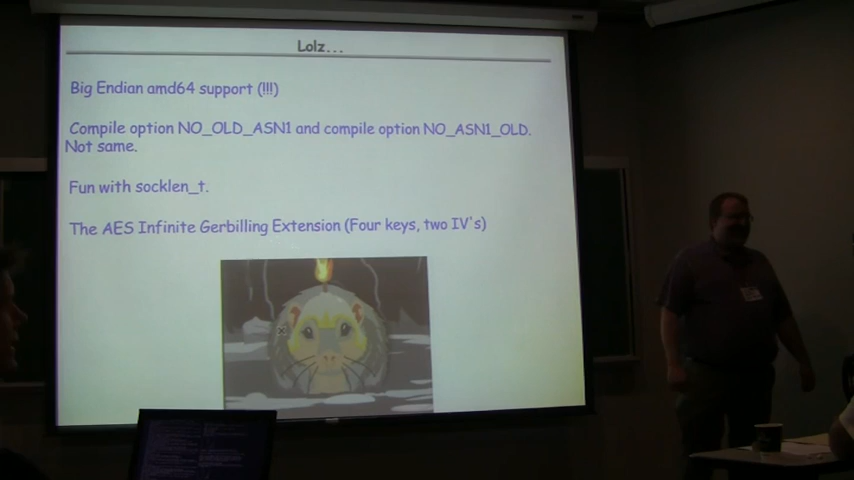 Lolz...
Big Endian amd64 support (!!!)
Compile option NO_OLD_ASN1 and compile option NO_ASN1_OLD.
Not same.
Fun with socklen_t.
The AES Infinite Gerbilling Extension (Four keys, two IV's)